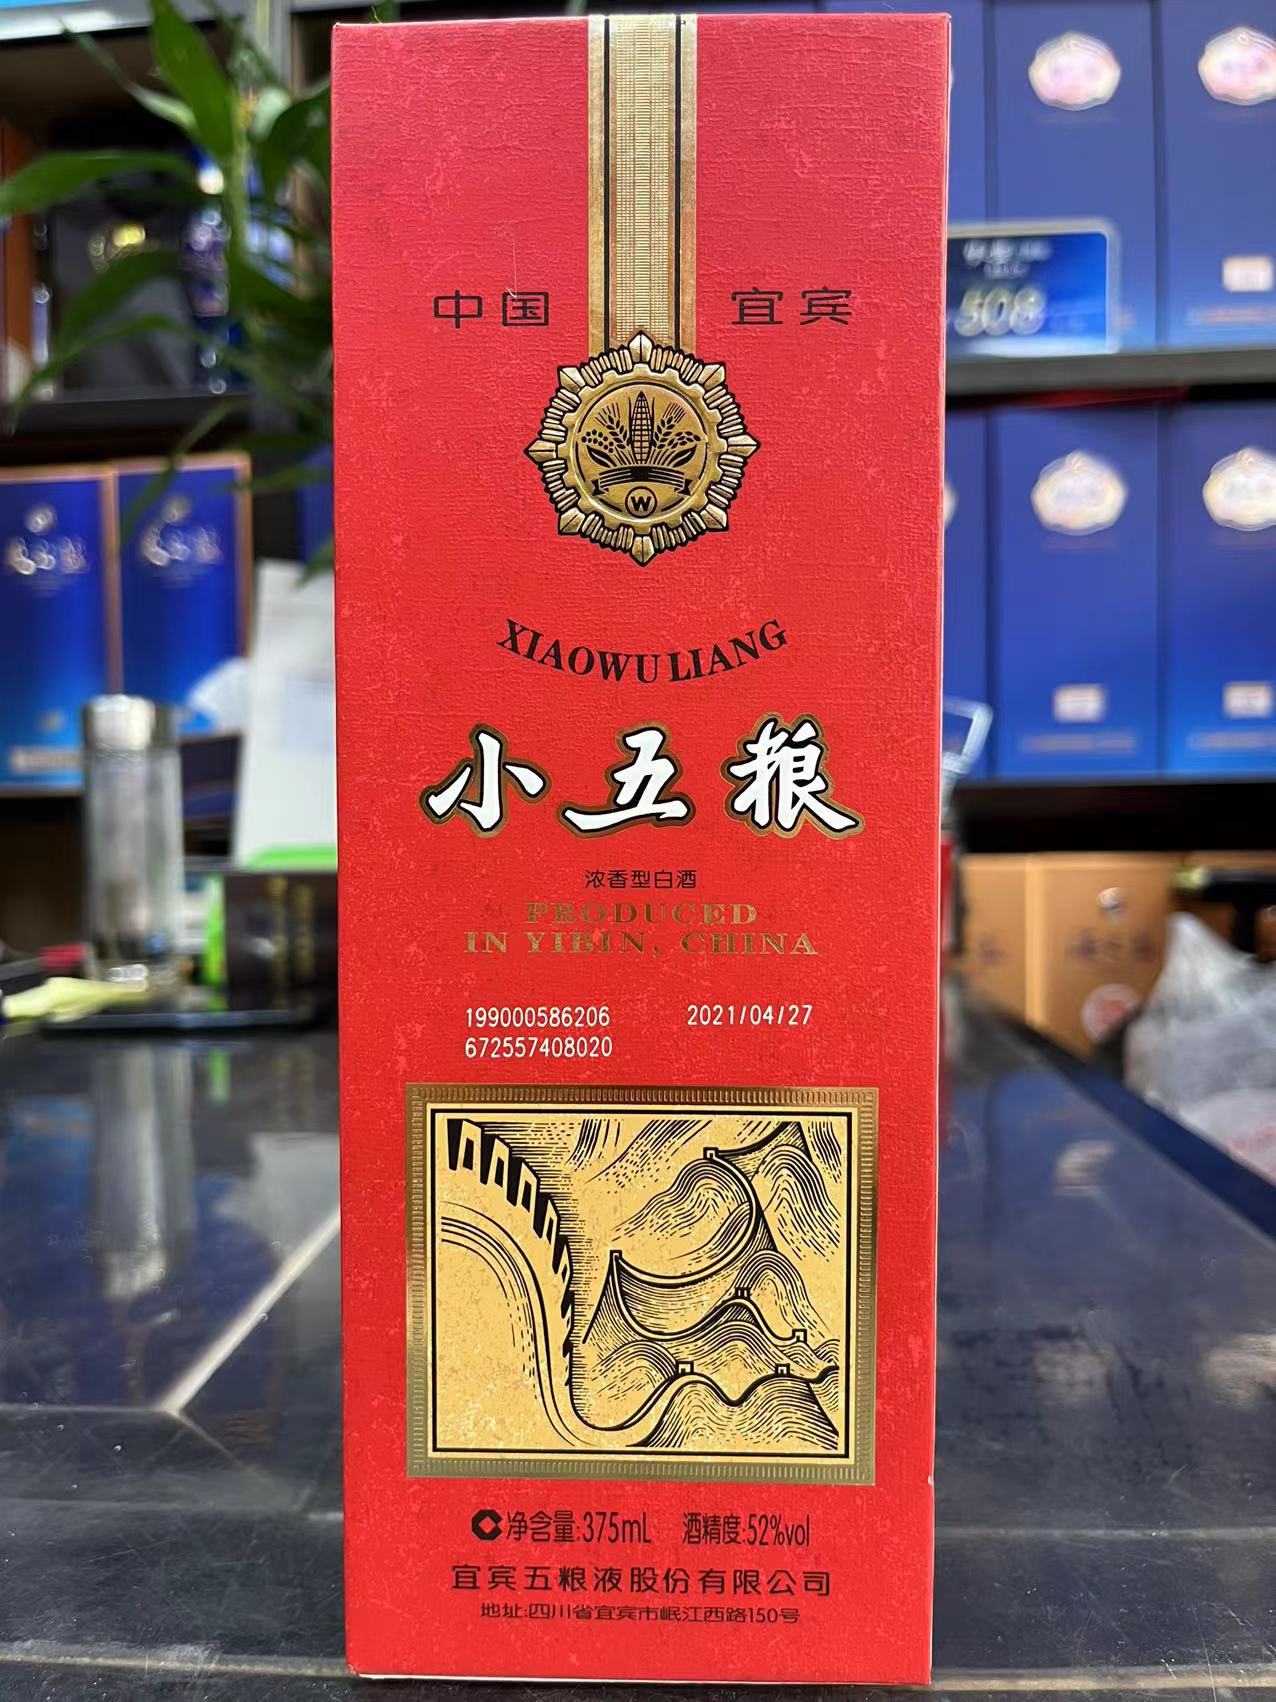 中国 宜宾
W
XIAOWULIANG
小五粮
浓香型白酒
PRODUCED
IN YIBIN, CHINA
199000586206 2021/04/27
672557408020
净含量:375mL 酒精度:52%vol
宜宾五粮液股份有限公司
地址:四川省宜宾市岷江西路150号
508